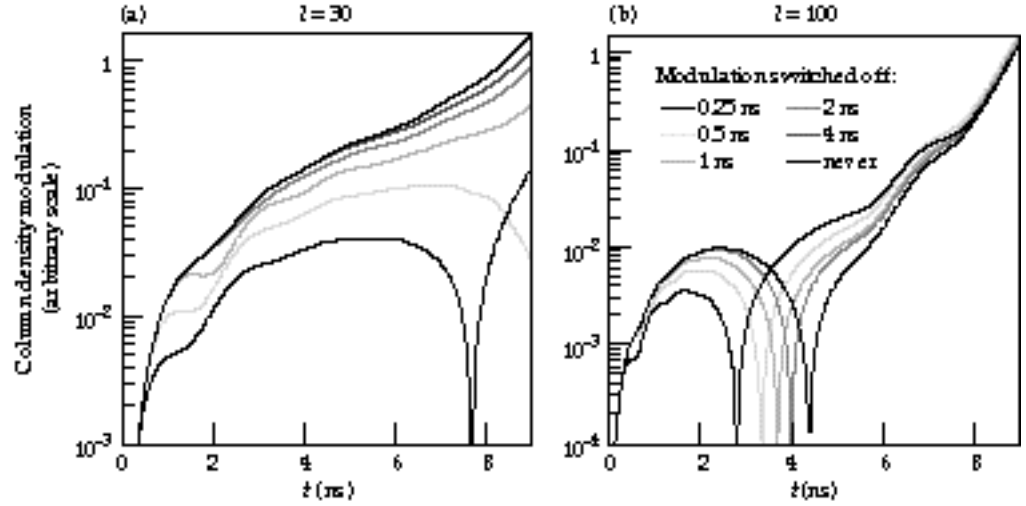 (a) l = 30
Column density modulation
(arbitrary scale)
1
10⁻¹
10⁻²
10⁻³
0 2 4 6 8
t (ns)
(b) l = 100
Modulation switched off:
0.25 ns 2 ns
0.5 ns 4 ns
1 ns never
1
10⁻¹
10⁻²
10⁻³
10⁻⁴
0 2 4 6 8
t (ns)